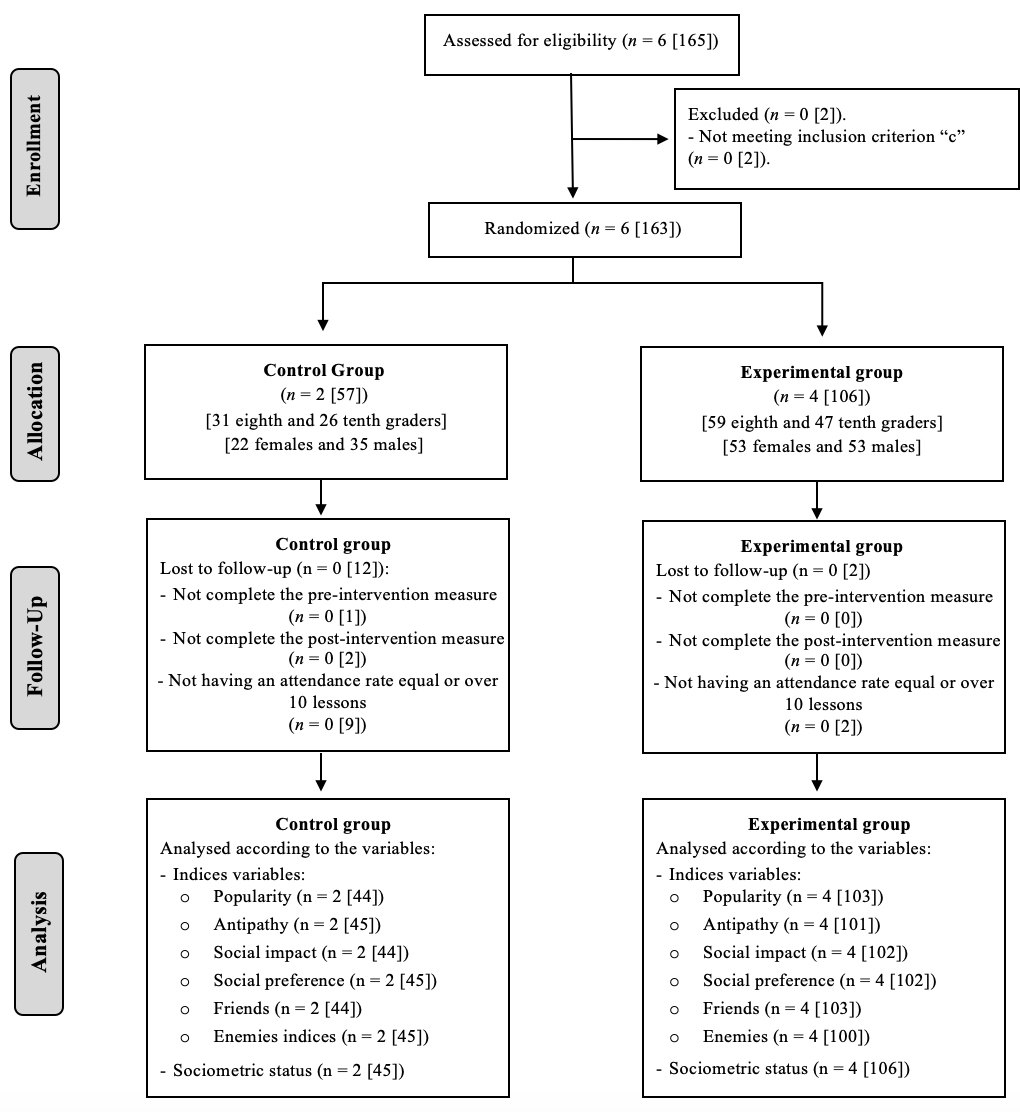 Assessed for eligibility (n = 6 [165])
Enrollment
Excluded (n = 0 [2]).
- Not meeting inclusion criterion “c”
(n = 0 [2]).
Randomized (n = 6 [163])
Allocation
Control Group
(n = 2 [57])
[31 eighth and 26 tenth graders]
[22 females and 35 males]
Experimental group
(n = 4 [106])
[59 eighth and 47 tenth graders]
[53 females and 53 males]
Follow-Up
Control group
Lost to follow-up (n = 0 [12]):
- Not complete the pre-intervention measure
(n = 0 [1])
- Not complete the post-intervention measure
(n = 0 [2])
- Not having an attendance rate equal or over
10 lessons
(n = 0 [9])
Experimental group
Lost to follow-up (n = 0 [2])
- Not complete the pre-intervention measure
(n = 0 [0])
- Not complete the post-intervention measure
(n = 0 [0])
- Not having an attendance rate equal or over
10 lessons
(n = 0 [2])
Analysis
Control group
Analysed according to the variables:
- Indices variables:
o Popularity (n = 2 [44])
o Antipathy (n = 2 [45])
o Social impact (n = 2 [44])
o Social preference (n = 2 [45])
o Friends (n = 2 [44])
o Enemies indices (n = 2 [45])
- Sociometric status (n = 2 [45])
Experimental group
Analysed according to the variables:
- Indices variables:
o Popularity (n = 4 [103])
o Antipathy (n = 4 [101])
o Social impact (n = 4 [102])
o Social preference (n = 4 [102])
o Friends (n = 4 [103])
o Enemies (n = 4 [100])
- Sociometric status (n = 4 [106])